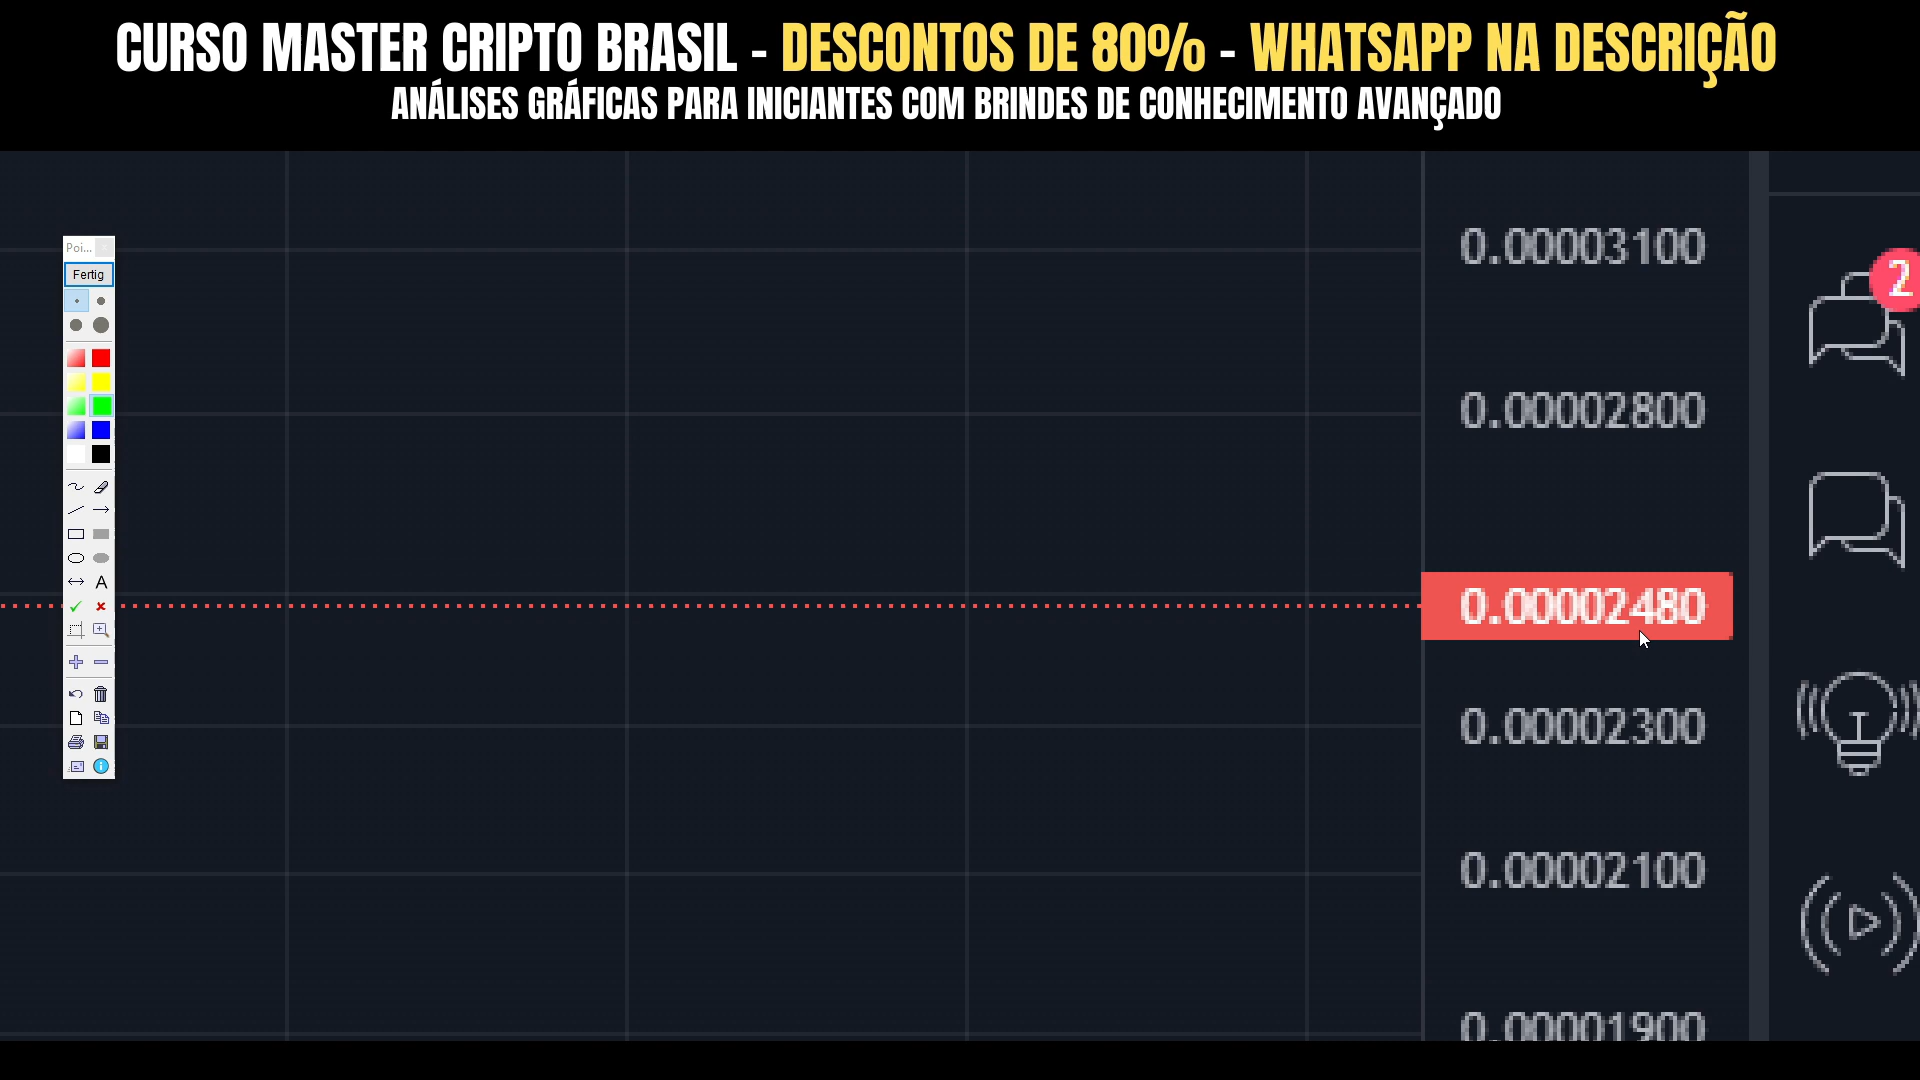 CURSO MASTER CRIPTO BRASIL - DESCONTOS DE 80% - WHATSAPP NA DESCRIÇÃO
ANÁLISES GRÁFICAS PARA INICIANTES COM BRINDES DE CONHECIMENTO AVANÇADO
Poi...
Fertig
A
0.00003100
2
0.00002800
0.00002480
0.00002300
0.00002100
0.00001900